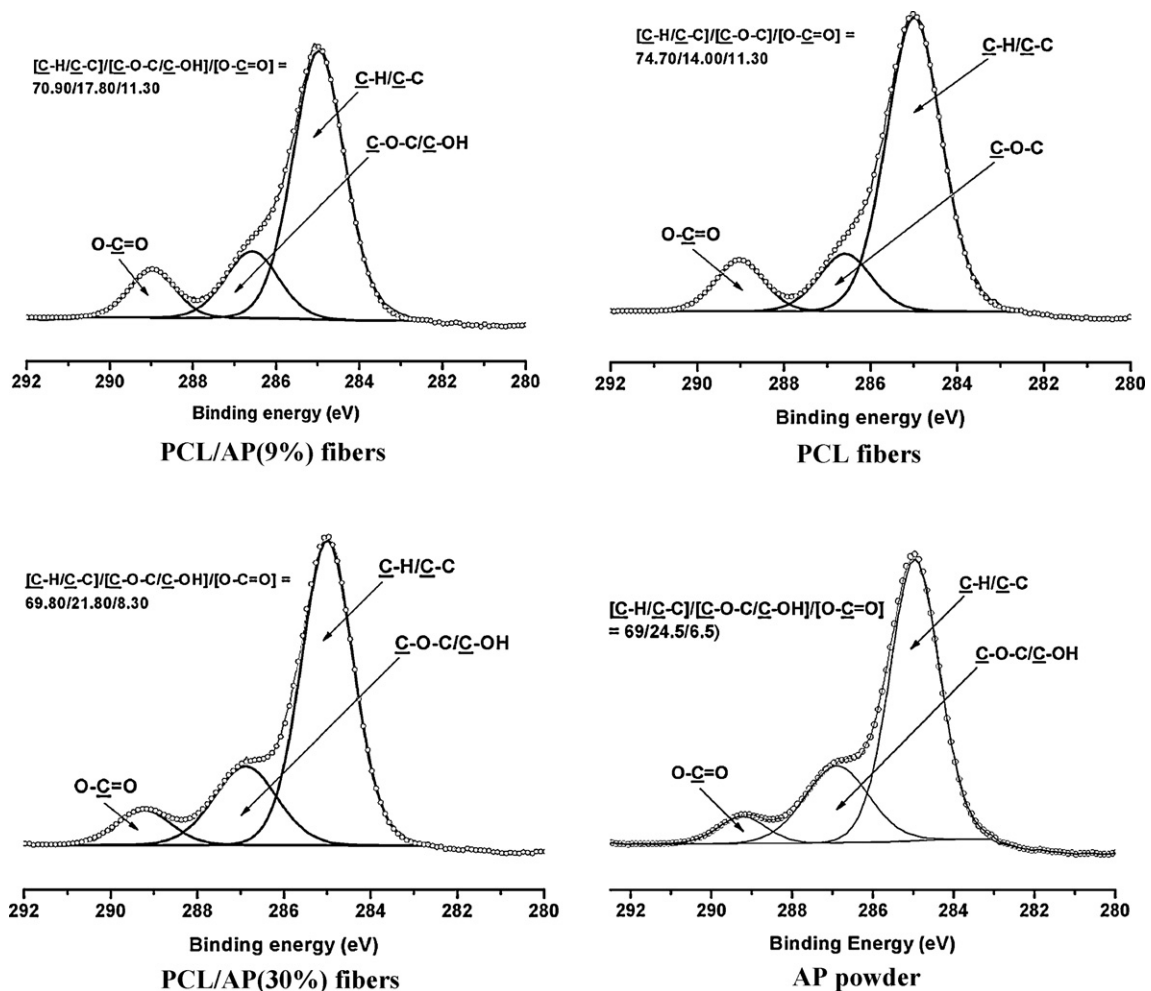 [C-H/C-C]/[C-O-C/C-OH]/[O-C=O] =
70.90/17.80/11.30
C-H/C-C
C-O-C/C-OH
O-C=O
292 290 288 286 284 282 280
Binding energy (eV)
PCL/AP(9%) fibers
[C-H/C-C]/[C-O-C]/[O-C=O] =
74.70/14.00/11.30
C-H/C-C
C-O-C
O-C=O
292 290 288 286 284 282 280
Binding energy (eV)
PCL fibers
[C-H/C-C]/[C-O-C/C-OH]/[O-C=O] =
69.80/21.80/8.30
C-H/C-C
C-O-C/C-OH
O-C=O
292 290 288 286 284 282 280
Binding energy (eV)
PCL/AP(30%) fibers
[C-H/C-C]/[C-O-C/C-OH]/[O-C=O]
= 69/24.5/6.5)
C-H/C-C
C-O-C/C-OH
O-C=O
292 290 288 286 284 282 280
Binding Energy (eV)
AP powder